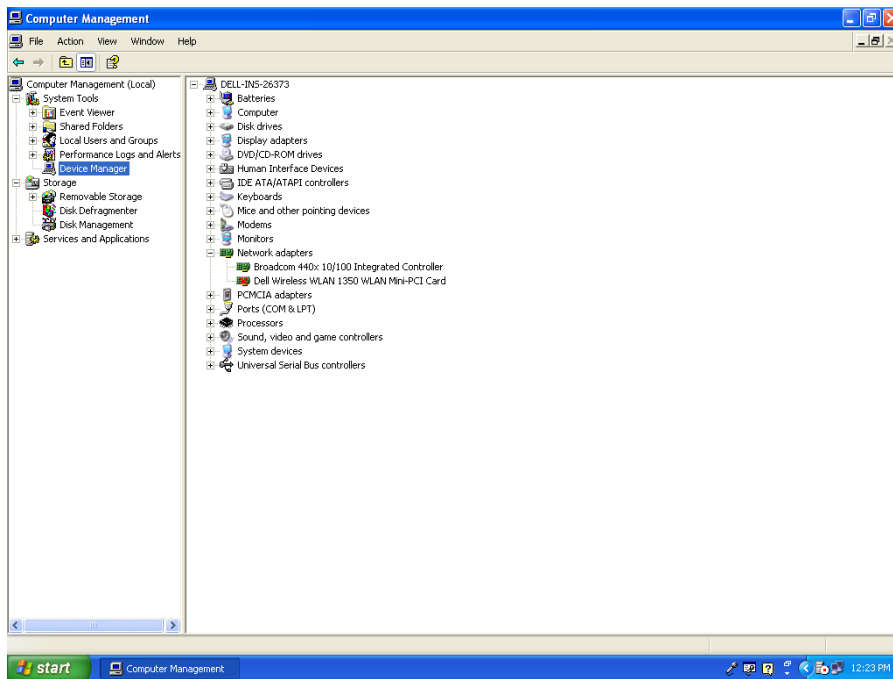 Computer Management
File Action View Window Help
Computer Management (Local)
System Tools
Event Viewer
Shared Folders
Local Users and Groups
Performance Logs and Alerts
Device Manager
Storage
Removable Storage
Disk Defragmenter
Disk Management
Services and Applications
DELL-INS-26373
Batteries
Computer
Disk drives
Display adapters
DVD/CD-ROM drives
Human Interface Devices
IDE ATA/ATAPI controllers
Keyboards
Mice and other pointing devices
Modems
Monitors
Network adapters
Broadcom 440x 10/100 Integrated Controller
Dell Wireless WLAN 1350 WLAN Mini-PCI Card
PCMCIA adapters
Ports (COM & LPT)
Processors
Sound, video and game controllers
System devices
Universal Serial Bus controllers
start Computer Management 12:23 PM